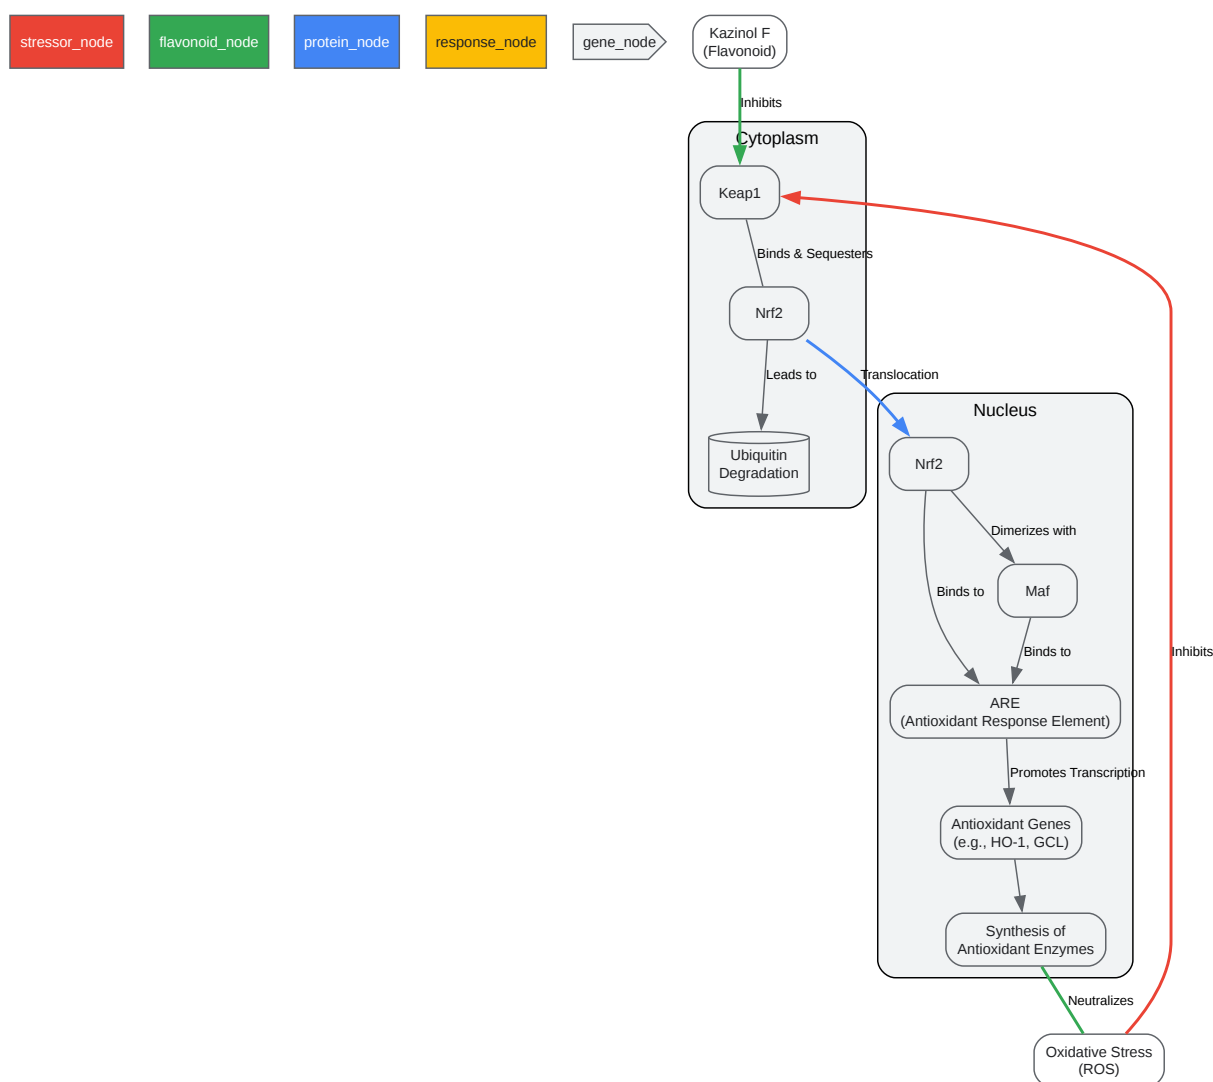 stressor_node
flavonoid_node
protein_node
response_node
gene_node
Kazinol F
(Flavonoid)
Inhibits
Cytoplasm
Keap1
Binds & Sequesters
Nrf2
Leads to
Translocation
Nucleus
Ubiquitin
Degradation
Nrf2
Dimerizes with
Binds to
Maf
Binds to
Inhibits
ARE
(Antioxidant Response Element)
Promotes Transcription
Antioxidant Genes
(e.g., HO-1, GCL)
Synthesis of
Antioxidant Enzymes
Neutralizes
Oxidative Stress
(ROS)